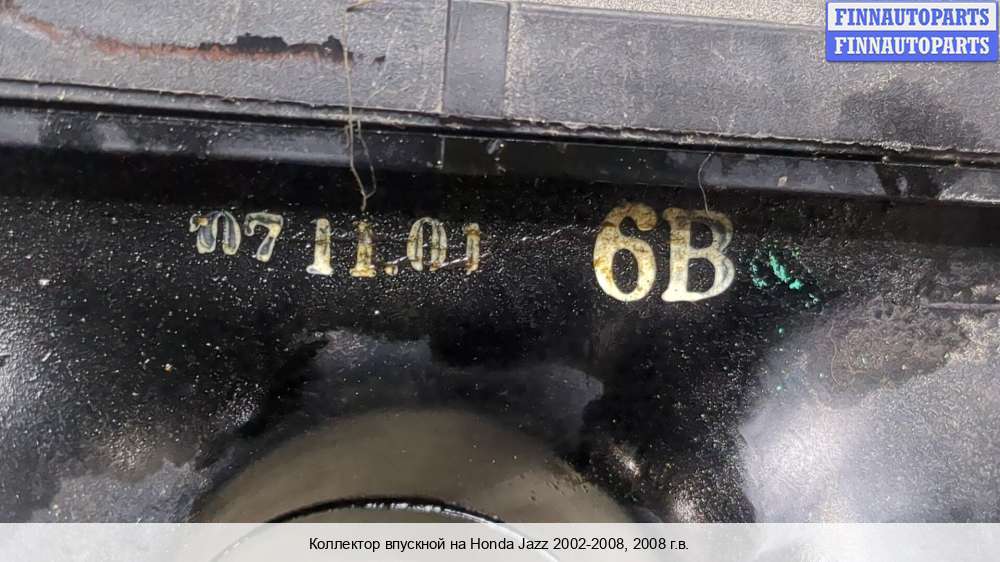 FINNAUTOPARTS
FINNAUTOPARTS
'07 11.01 6B
Коллектор впускной на Honda Jazz 2002-2008, 2008 г.в.